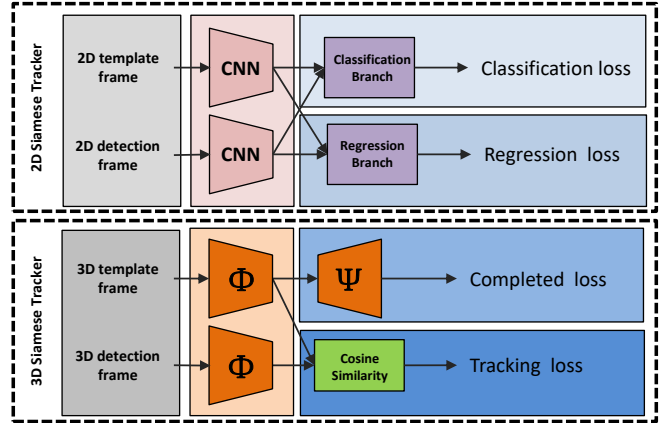 2D Siamese Tracker
2D template
frame
CNN
Classification
Branch
Classification loss
2D detection
frame
CNN
Regression
Branch
Regression loss
3D Siamese Tracker
3D template
frame
Φ
Ψ
Completed loss
3D detection
frame
Φ
Cosine
Similarity
Tracking loss